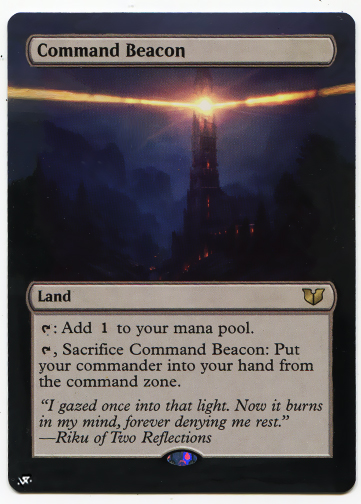 Command Beacon
Land
: Add 1 to your mana pool.
, Sacrifice Command Beacon: Put
your commander into your hand from
the command zone.
"I gazed once into that light. Now it burns
in my mind, forever denying me rest."
—Riku of Two Reflections